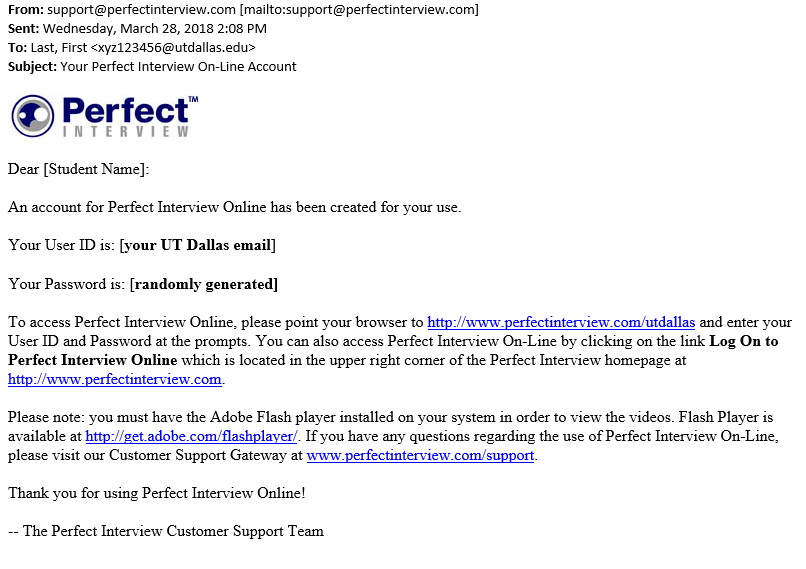 From: support@perfectinterview.com [mailto:support@perfectinterview.com]
Sent: Wednesday, March 28, 2018 2:08 PM
To: Last, First <xyz123456@utdallas.edu>
Subject: Your Perfect Interview On-Line Account
Perfect™
INTERVIEW
Dear [Student Name]:
An account for Perfect Interview Online has been created for your use.
Your User ID is: [your UT Dallas email]
Your Password is: [randomly generated]
To access Perfect Interview Online, please point your browser to http://www.perfectinterview.com/utdallas and enter your
User ID and Password at the prompts. You can also access Perfect Interview On-Line by clicking on the link Log On to
Perfect Interview Online which is located in the upper right corner of the Perfect Interview homepage at
http://www.perfectinterview.com.
Please note: you must have the Adobe Flash player installed on your system in order to view the videos. Flash Player is
available at http://get.adobe.com/flashplayer/. If you have any questions regarding the use of Perfect Interview On-Line,
please visit our Customer Support Gateway at www.perfectinterview.com/support.
Thank you for using Perfect Interview Online!
-- The Perfect Interview Customer Support Team